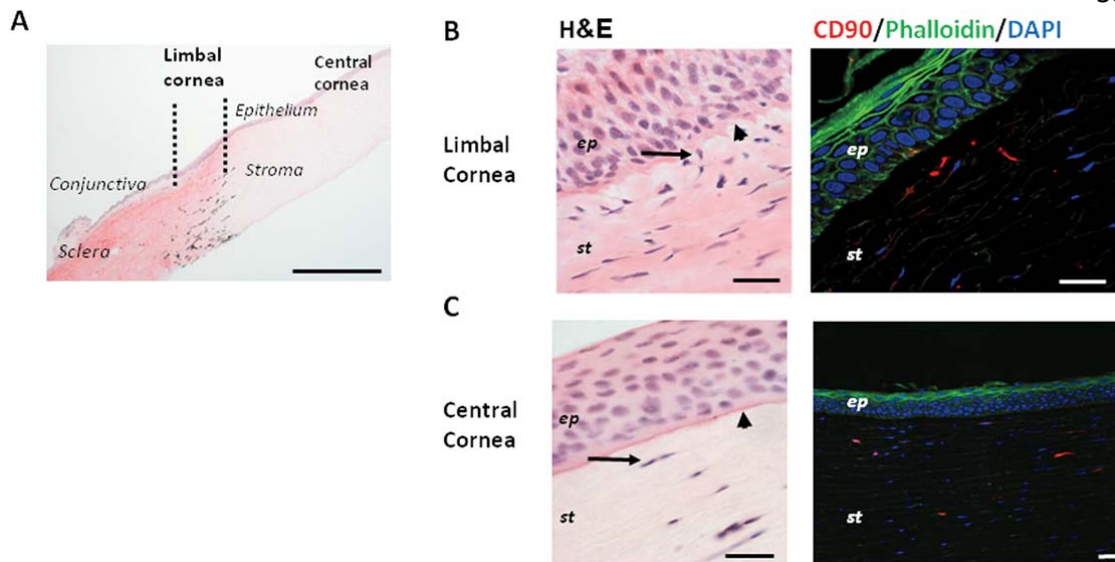 A
Limbal
cornea
Central
cornea
Epithelium
Stroma
Conjunctiva
Sclera
B
H&E
CD90/Phalloidin/DAPI
Limbal
Cornea
ep
st
ep
st
C
Central
Cornea
ep
st
ep
st